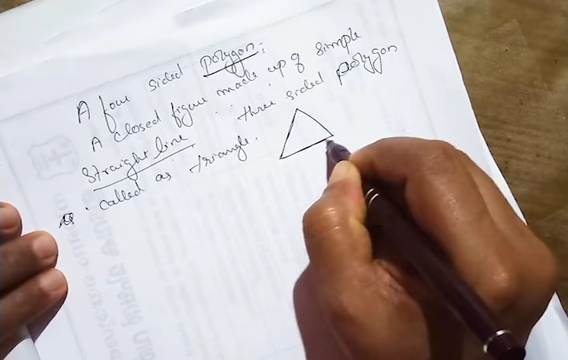 A four sided polygon:
A closed figure made up of simple
straight line. three sided polygon
. called as triangle.